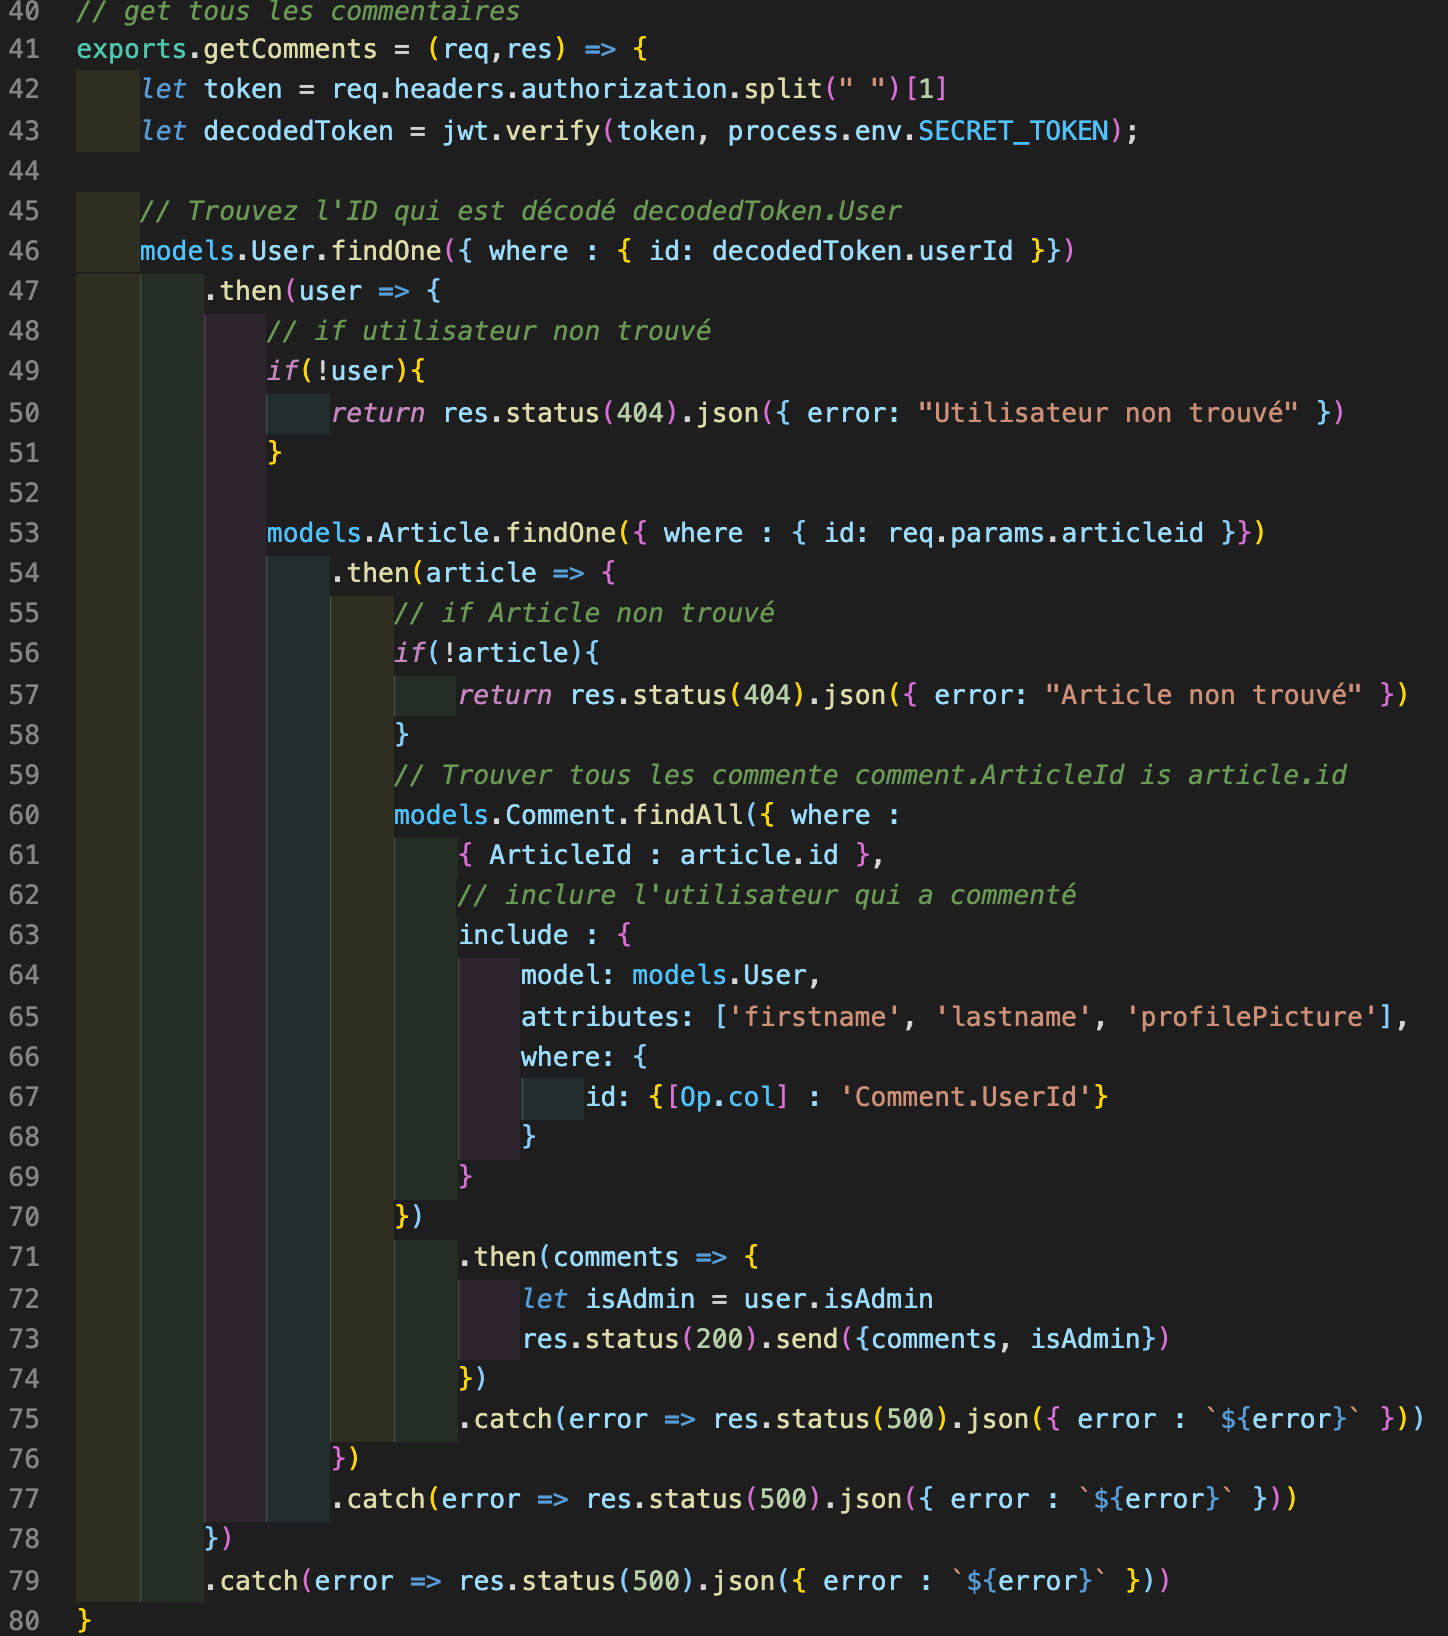 40 // get tous les commentaires
41 exports.getComments = (req,res) => {
42 let token = req.headers.authorization.split(" ")[1]
43 let decodedToken = jwt.verify(token, process.env.SECRET_TOKEN);
44
45 // Trouvez l'ID qui est décodé decodedToken.User
46 models.User.findOne({ where : { id: decodedToken.userId }})
47 .then(user => {
48 // if utilisateur non trouvé
49 if(!user){
50 return res.status(404).json({ error: "Utilisateur non trouvé" })
51 }
52
53 models.Article.findOne({ where : { id: req.params.articleid }})
54 .then(article => {
55 // if Article non trouvé
56 if(!article){
57 return res.status(404).json({ error: "Article non trouvé" })
58 }
59 // Trouver tous les commente comment.ArticleId is article.id
60 models.Comment.findAll({ where :
61 { ArticleId : article.id },
62 // inclure l'utilisateur qui a commenté
63 include : {
64 model: models.User,
65 attributes: ['firstname', 'lastname', 'profilePicture'],
66 where: {
67 id: {[Op.col] : 'Comment.UserId'}
68 }
69 }
70 })
71 .then(comments => {
72 let isAdmin = user.isAdmin
73 res.status(200).send({comments, isAdmin})
74 })
75 .catch(error => res.status(500).json({ error : `${error}` }))
76 })
77 .catch(error => res.status(500).json({ error : `${error}` }))
78 })
79 .catch(error => res.status(500).json({ error : `${error}` }))
80 }